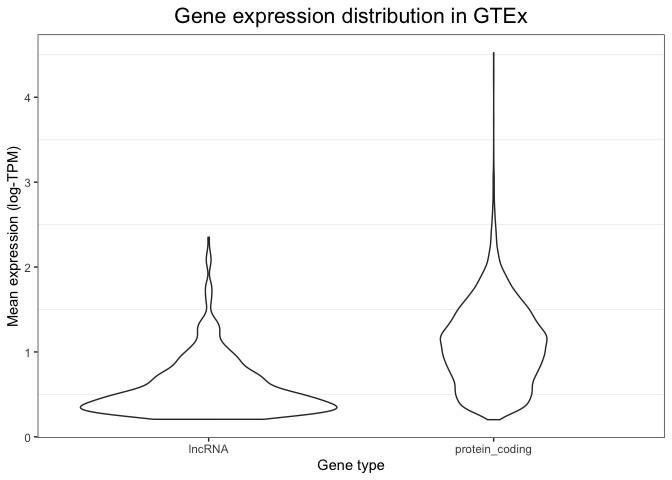 Gene expression distribution in GTEx
Mean expression (log-TPM)
4
3
2
1
0
lncRNA protein_coding
Gene type